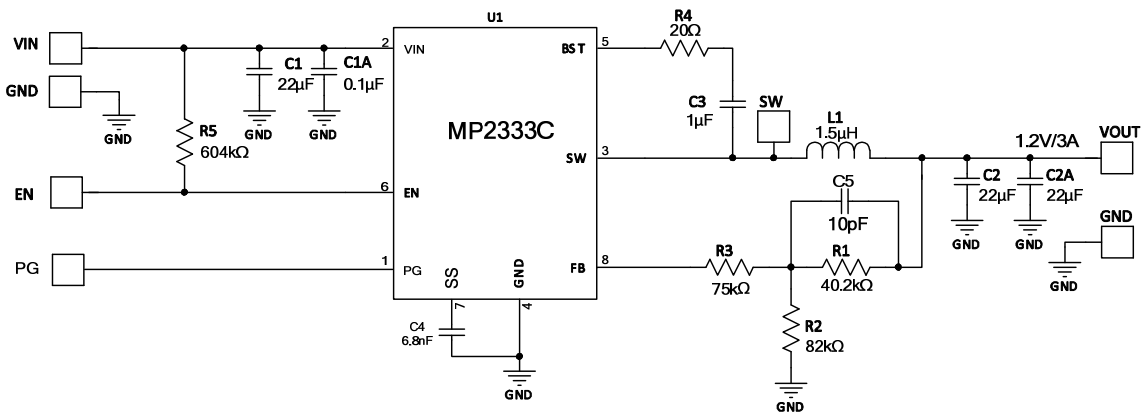 U1
VIN
GND
GND
C1
22µF
GND
C1A
0.1µF
GND
R5
604kΩ
EN
PG
2
VIN
6
EN
1
PG
MP2333C
BST
5
SW
3
FB
8
SS
7
GND
4
C4
6.8nF
GND
R4
20Ω
C3
1µF
SW
L1
1.5µH
1.2V/3A
VOUT
C2
22µF
GND
C2A
22µF
GND
GND
GND
C5
10pF
R3
75kΩ
R1
40.2kΩ
R2
82kΩ
GND